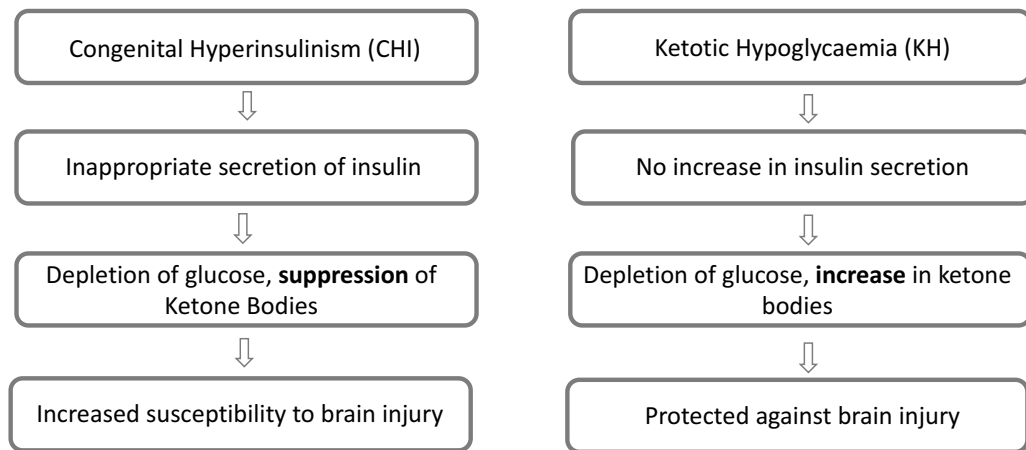 Congenital Hyperinsulinism (CHI)
Inappropriate secretion of insulin
Depletion of glucose, suppression of
Ketone Bodies
Increased susceptibility to brain injury
Ketotic Hypoglycaemia (KH)
No increase in insulin secretion
Depletion of glucose, increase in ketone
bodies
Protected against brain injury